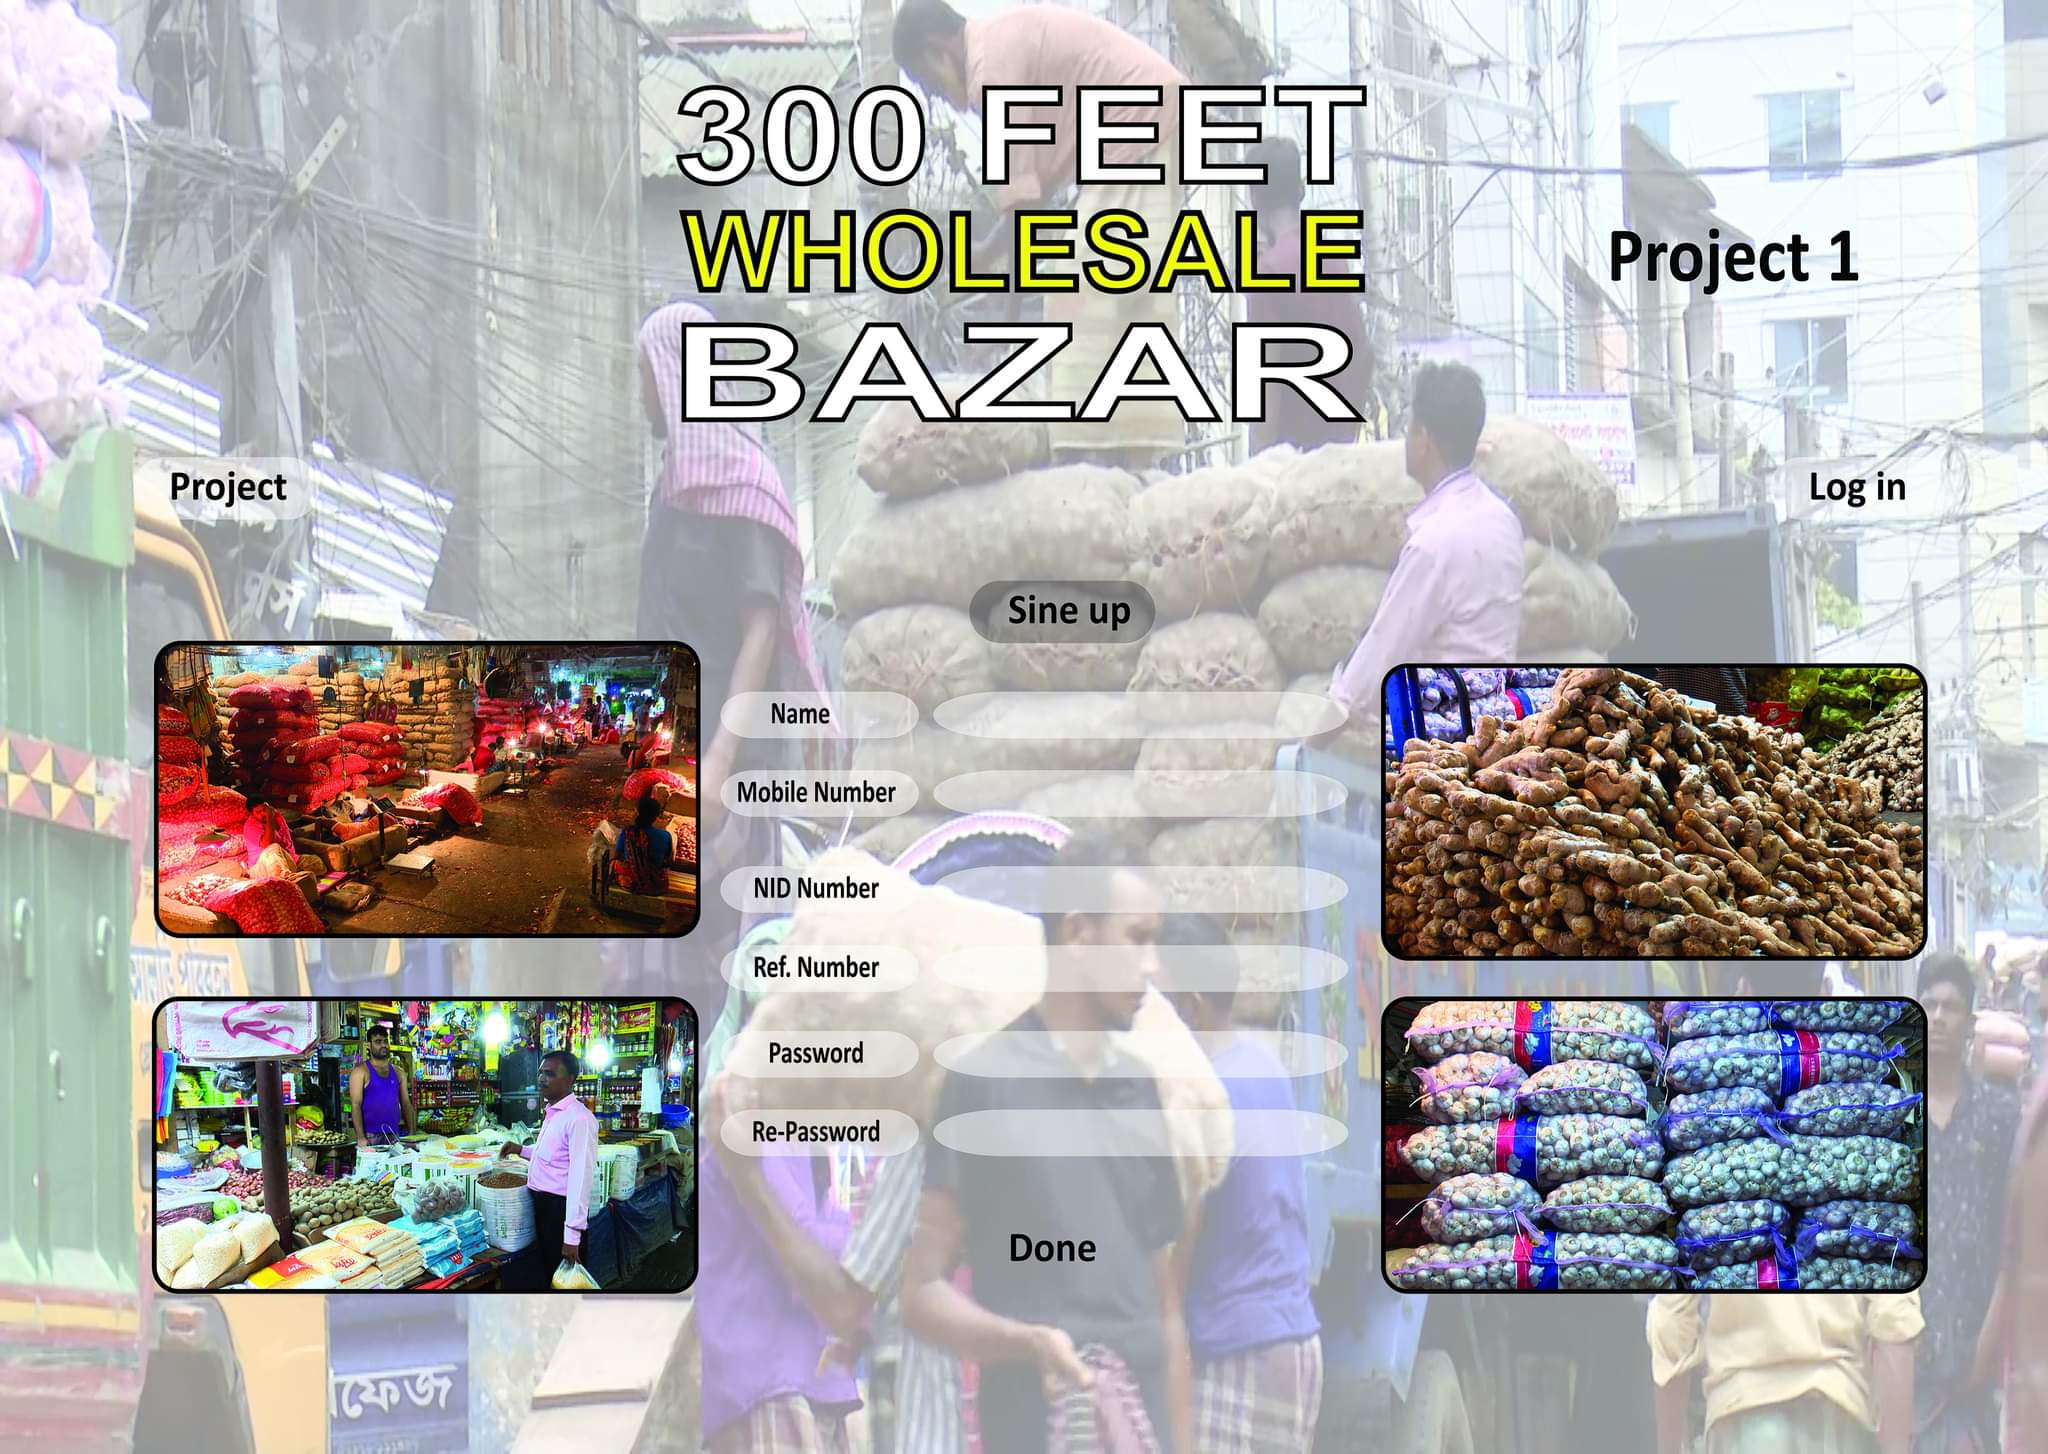 300 FEET
WHOLESALE
BAZAR
Project 1
Project
Log in
Sine up
Name
Mobile Number
NID Number
Ref. Number
Password
Re-Password
Done